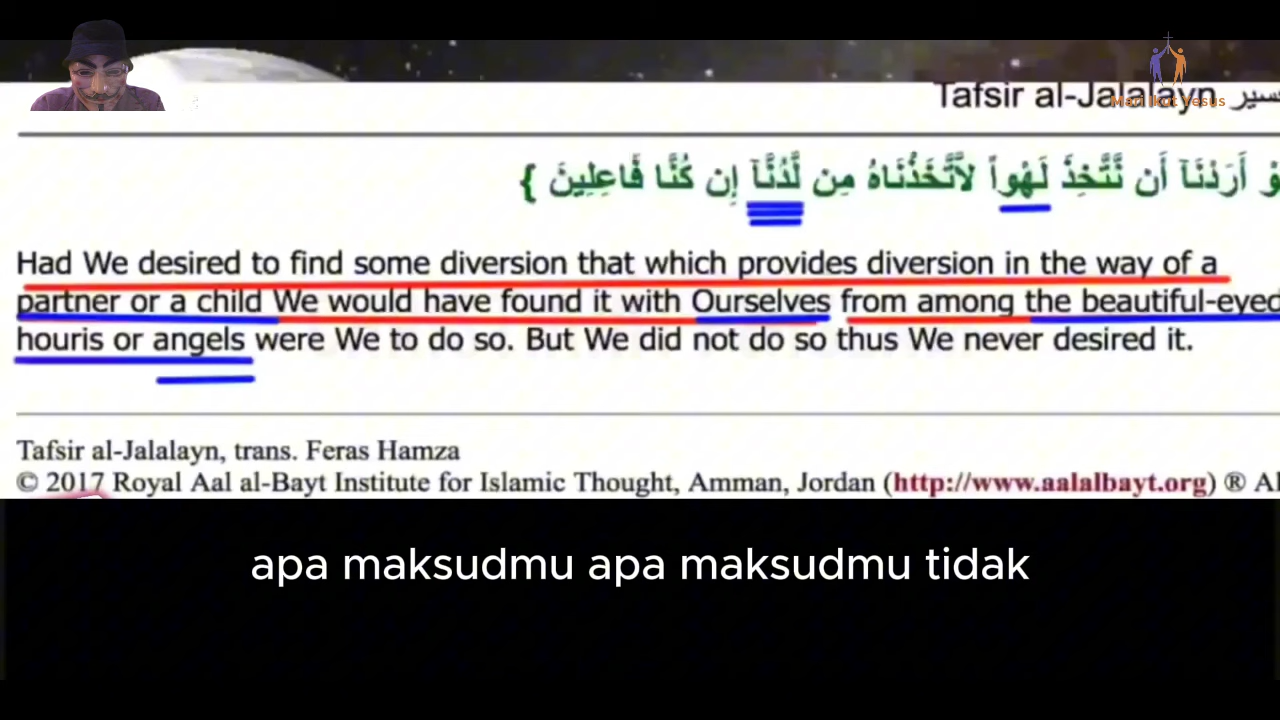 Tafsir al-Jalalayn
Mari Ikut Yesus
أَرَدْنَآ أَن نَّتَّخِذَ لَهْواً لاَّتَّخَذْنَاهُ مِن لَّدُنَّآ إِن كُنَّا فَاعِلِينَ }
Had We desired to find some diversion that which provides diversion in the way of a
partner or a child We would have found it with Ourselves from among the beautiful-eyed
houris or angels were We to do so. But We did not do so thus We never desired it.
Tafsir al-Jalalayn, trans. Feras Hamza
© 2017 Royal Aal al-Bayt Institute for Islamic Thought, Amman, Jordan (http://www.aalalbayt.org) ®
apa maksudmu apa maksudmu tidak